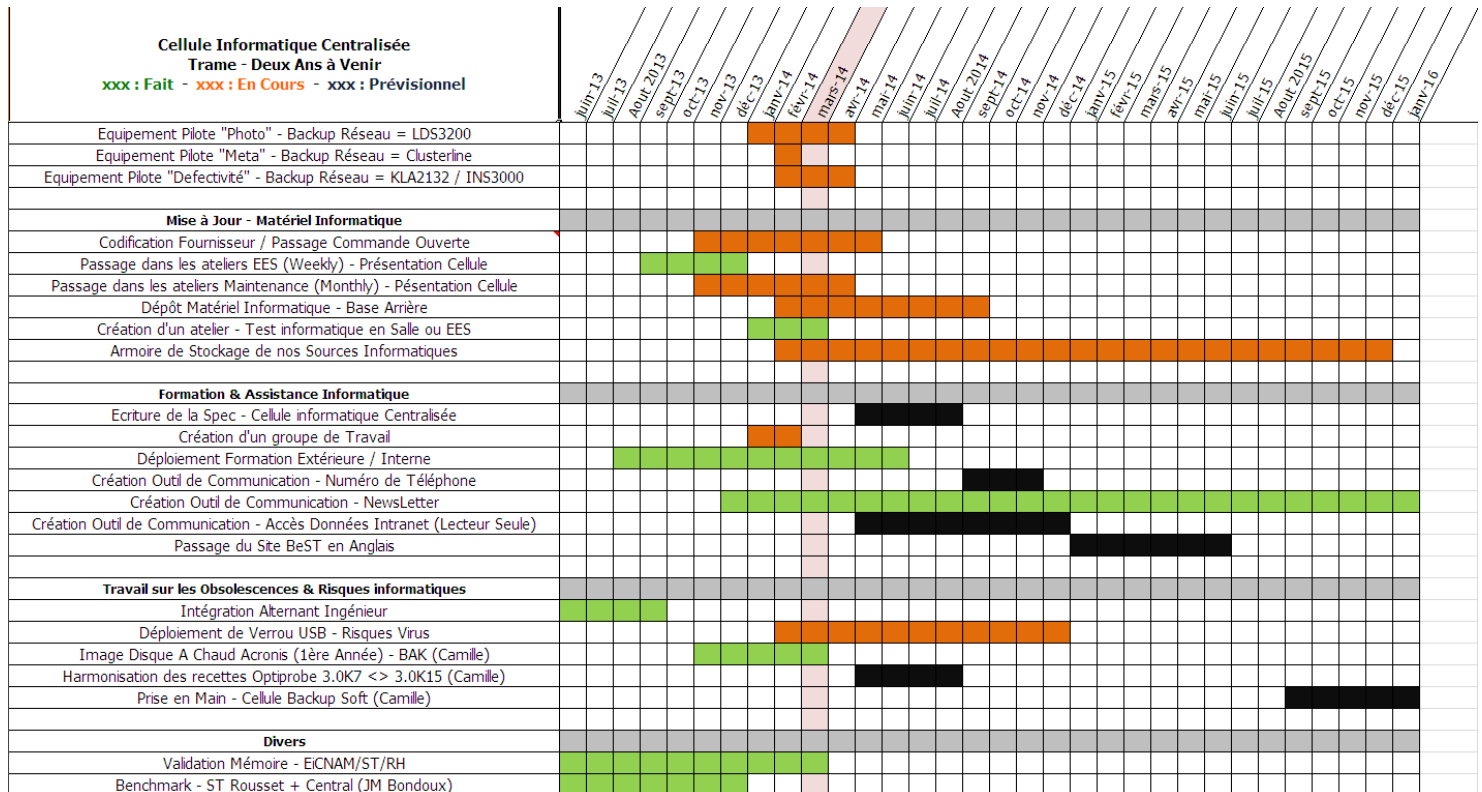 Cellule Informatique Centralisée
Trame - Deux Ans à Venir
xxx : Fait - xxx : En Cours - xxx : Prévisionnel
juin-13
juil-13
Aout 2013
sept-13
oct-13
nov-13
déc-13
janv-14
févr-14
mars-14
avr-14
mai-14
juin-14
juil-14
Aout 2014
sept-14
oct-14
nov-14
déc-14
janv-15
févr-15
mars-15
avr-15
mai-15
juin-15
juil-15
Aout 2015
sept-15
oct-15
nov-15
déc-15
janv-16
Equipement Pilote "Photo" - Backup Réseau = LDS3200
Equipement Pilote "Meta" - Backup Réseau = Clusterline
Equipement Pilote "Defectivité" - Backup Réseau = KLA2132 / INS3000
Mise à Jour - Matériel Informatique
Codification Fournisseur / Passage Commande Ouverte
Passage dans les ateliers EES (Weekly) - Présentation Cellule
Passage dans les ateliers Maintenance (Monthly) - Pésentation Cellule
Dépôt Matériel Informatique - Base Arrière
Création d'un atelier - Test informatique en Salle ou EES
Armoire de Stockage de nos Sources Informatiques
Formation & Assistance Informatique
Ecriture de la Spec - Cellule informatique Centralisée
Création d'un groupe de Travail
Déploiement Formation Extérieure / Interne
Création Outil de Communication - Numéro de Téléphone
Création Outil de Communication - NewsLetter
Création Outil de Communication - Accès Données Intranet (Lecteur Seule)
Passage du Site BeST en Anglais
Travail sur les Obsolescences & Risques informatiques
Intégration Alternant Ingénieur
Déploiement de Verrou USB - Risques Virus
Image Disque A Chaud Acronis (1ère Année) - BAK (Camille)
Harmonisation des recettes Optiprobe 3.0K7 <> 3.0K15 (Camille)
Prise en Main - Cellule Backup Soft (Camille)
Divers
Validation Mémoire - EiCNAM/ST/RH
Benchmark - ST Rousset + Central (JM Bondoux)